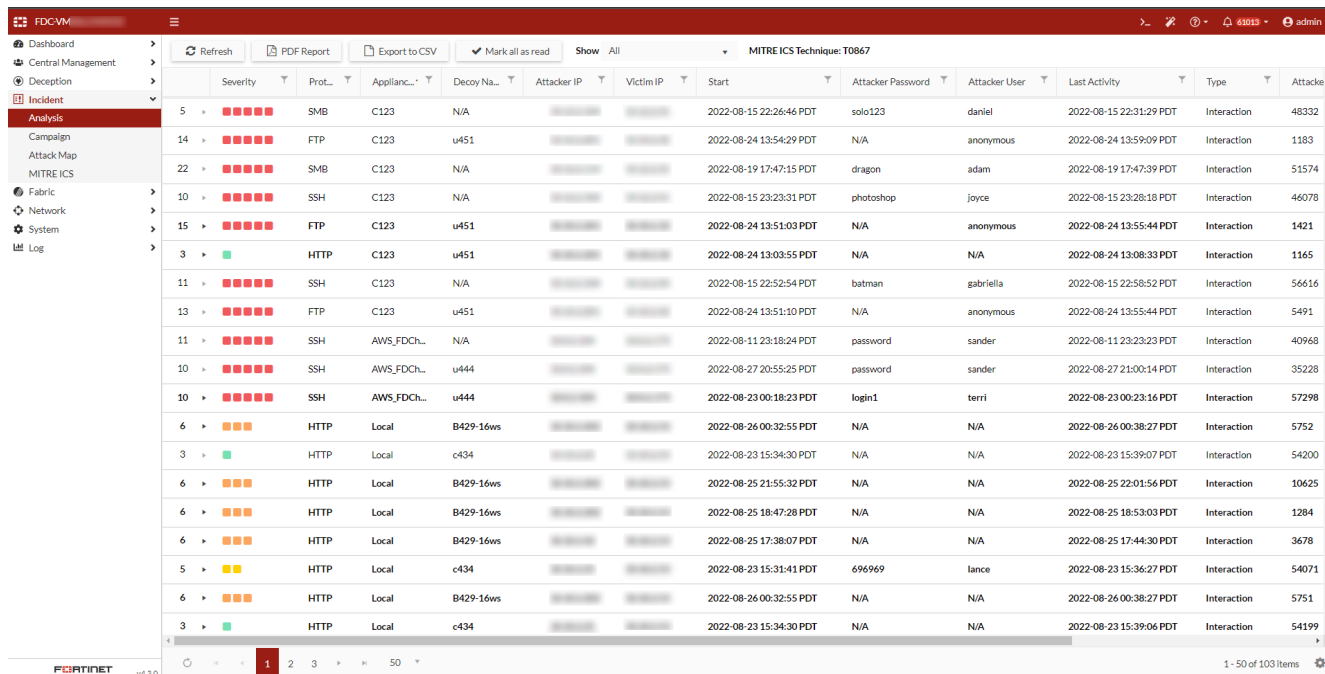 FDC-VM 61013 admin
Dashboard
Central Management
Deception
Incident
Analysis
Campaign
Attack Map
MITRE ICS
Fabric
Network
System
Log
Refresh PDF Report Export to CSV Mark all as read Show All MITRE ICS Technique: T0867
Severity Prot... Applianc... Decoy Na... Attacker IP Victim IP Start Attacker Password Attacker User Last Activity Type Attacke
5 SMB C123 N/A 2022-08-15 22:26:46 PDT solo123 daniel 2022-08-15 22:31:29 PDT Interaction 48332
14 FTP C123 u451 2022-08-24 13:54:29 PDT N/A anonymous 2022-08-24 13:59:09 PDT Interaction 1183
22 SMB C123 N/A 2022-08-19 17:47:15 PDT dragon adam 2022-08-19 17:47:39 PDT Interaction 51574
10 SSH C123 N/A 2022-08-15 23:23:31 PDT photoshop joyce 2022-08-15 23:28:18 PDT Interaction 46078
15 FTP C123 u451 2022-08-24 13:51:03 PDT N/A anonymous 2022-08-24 13:55:44 PDT Interaction 1421
3 HTTP C123 u451 2022-08-24 13:03:55 PDT N/A N/A 2022-08-24 13:08:33 PDT Interaction 1165
11 SSH C123 N/A 2022-08-15 22:52:54 PDT batman gabriella 2022-08-15 22:58:52 PDT Interaction 56616
13 FTP C123 u451 2022-08-24 13:51:10 PDT N/A anonymous 2022-08-24 13:55:44 PDT Interaction 5491
11 SSH AWS_FDCh... N/A 2022-08-11 23:18:24 PDT password sander 2022-08-11 23:23:23 PDT Interaction 40968
10 SSH AWS_FDCh... u444 2022-08-27 20:55:25 PDT password sander 2022-08-27 21:00:14 PDT Interaction 35228
10 SSH AWS_FDCh... u444 2022-08-23 00:18:23 PDT login1 terri 2022-08-23 00:23:16 PDT Interaction 57298
6 HTTP Local B429-16ws 2022-08-26 00:32:55 PDT N/A N/A 2022-08-26 00:38:27 PDT Interaction 5752
3 HTTP Local c434 2022-08-23 15:34:30 PDT N/A N/A 2022-08-23 15:39:07 PDT Interaction 54200
6 HTTP Local B429-16ws 2022-08-25 21:55:32 PDT N/A N/A 2022-08-25 22:01:56 PDT Interaction 10625
6 HTTP Local B429-16ws 2022-08-25 18:47:28 PDT N/A N/A 2022-08-25 18:53:03 PDT Interaction 1284
6 HTTP Local B429-16ws 2022-08-25 17:38:07 PDT N/A N/A 2022-08-25 17:44:30 PDT Interaction 3678
5 HTTP Local c434 2022-08-23 15:31:41 PDT 696969 lance 2022-08-23 15:36:27 PDT Interaction 54071
6 HTTP Local B429-16ws 2022-08-26 00:32:55 PDT N/A N/A 2022-08-26 00:38:27 PDT Interaction 5751
3 HTTP Local c434 2022-08-23 15:34:30 PDT N/A N/A 2022-08-23 15:39:06 PDT Interaction 54199
1 2 3 50 1 - 50 of 103 items
FORTINET